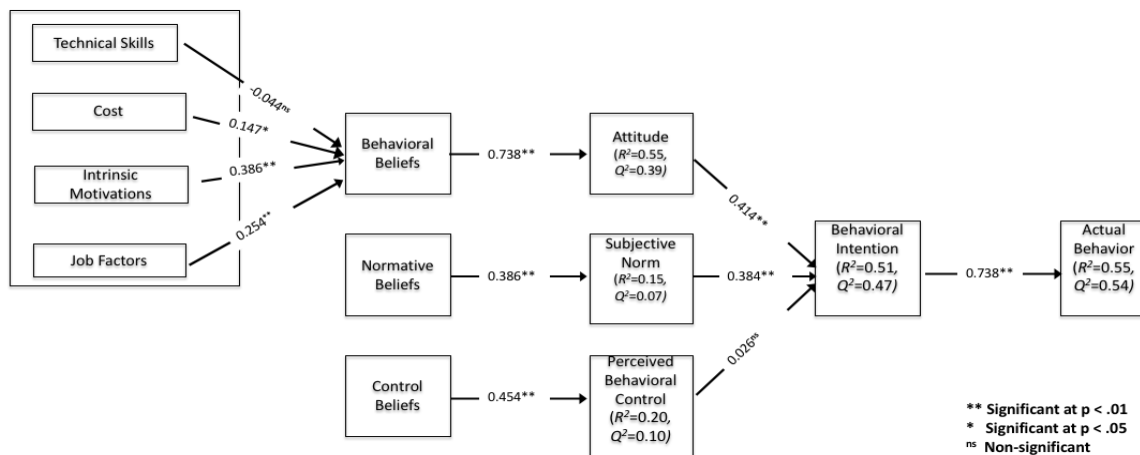 Technical Skills
Cost
Intrinsic
Motivations
Job Factors
-0.044ns
0.147*
0.386**
0.254**
Behavioral
Beliefs
0.738**
Attitude
(R²=0.55,
Q²=0.39)
Normative
Beliefs
0.386**
Subjective
Norm
(R²=0.15,
Q²=0.07)
Control
Beliefs
0.454**
Perceived
Behavioral
Control
(R²=0.20,
Q²=0.10)
0.414**
0.384**
0.026ns
Behavioral
Intention
(R²=0.51,
Q²=0.47)
0.738**
Actual
Behavior
(R²=0.55,
Q²=0.54)
** Significant at p < .01
* Significant at p < .05
ns Non-significant